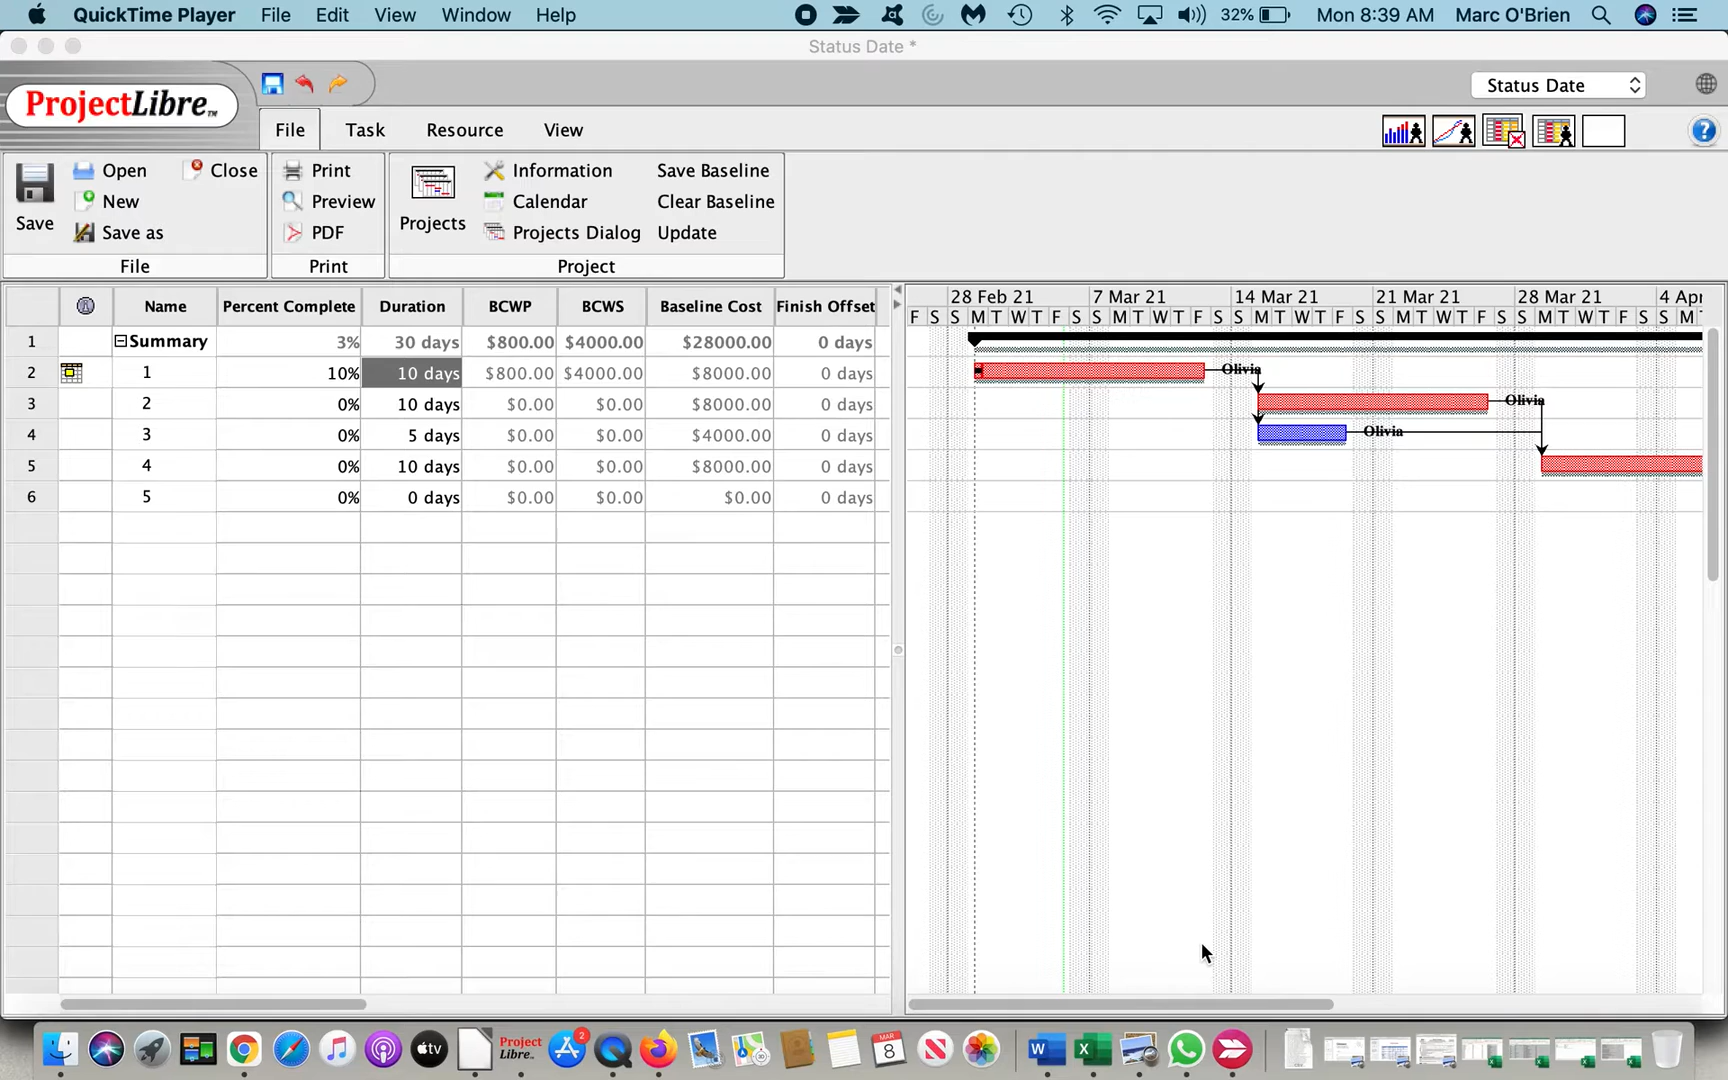 QuickTime Player File Edit View Window Help 32% Mon 8:39 AM Marc O'Brien
Status Date *
ProjectLibre™
Status Date
File Task Resource View
Open Close Print Information Save Baseline
New Preview Calendar Clear Baseline
Save Projects
Save as PDF Projects Dialog Update
File Print Project
Name Percent Complete Duration BCWP BCWS Baseline Cost Finish Offset
28 Feb 21 7 Mar 21 14 Mar 21 21 Mar 21 28 Mar 21 4 Apr
F S S M T W T F S S M T W T F S S M T W T F S S M T W T F S S M T W T F S S M
1 Summary 3% 30 days $800.00 $4000.00 $28000.00 0 days
2 1 10% 10 days $800.00 $4000.00 $8000.00 0 days Olivia
3 2 0% 10 days $0.00 $0.00 $8000.00 0 days Olivia
4 3 0% 5 days $0.00 $0.00 $4000.00 0 days Olivia
5 4 0% 10 days $0.00 $0.00 $8000.00 0 days
6 5 0% 0 days $0.00 $0.00 $0.00 0 days
tv Project Libre 2 MAR 8 W X